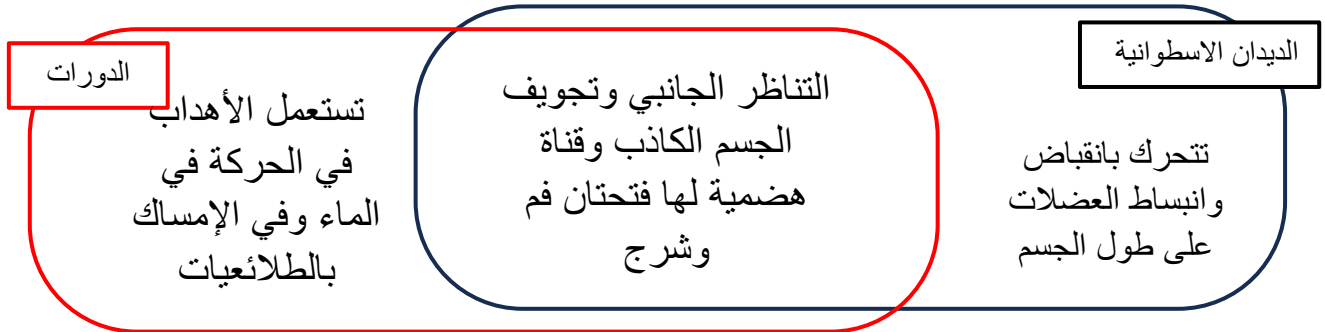 الديدان الاسطوانية
تتحرك بانقباض
وانبساط العضلات
على طول الجسم
التناظر الجانبي وتجويف
الجسم الكاذب وقناة
هضمية لها فتحتان فم
وشرج
الدورات
تستعمل الأهداب
في الحركة في
الماء وفي الإمساك
بالطلائعيات